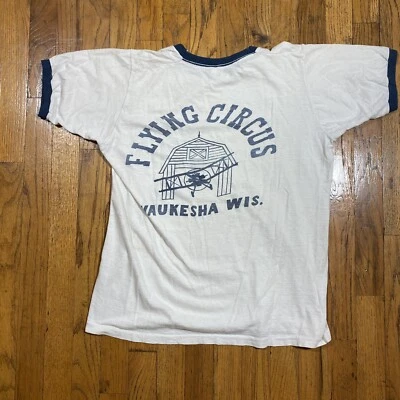 FLYING CIRCUS
WAUKESHA WIS.